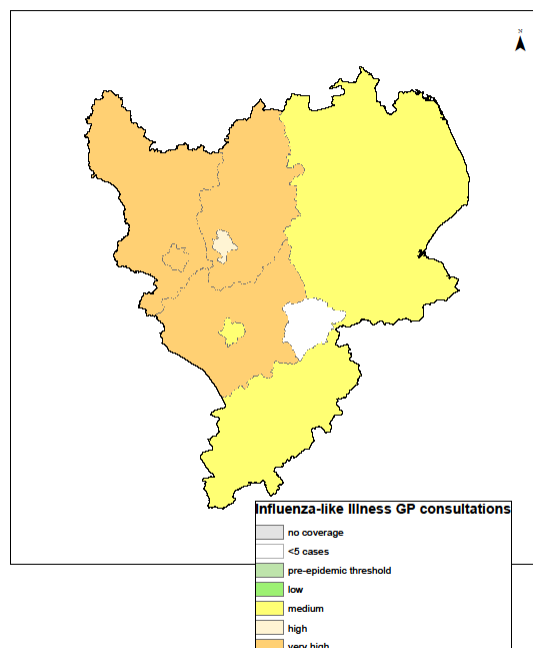 N
Influenza-like Illness GP consultations
no coverage
<5 cases
pre-epidemic threshold
low
medium
high
very high